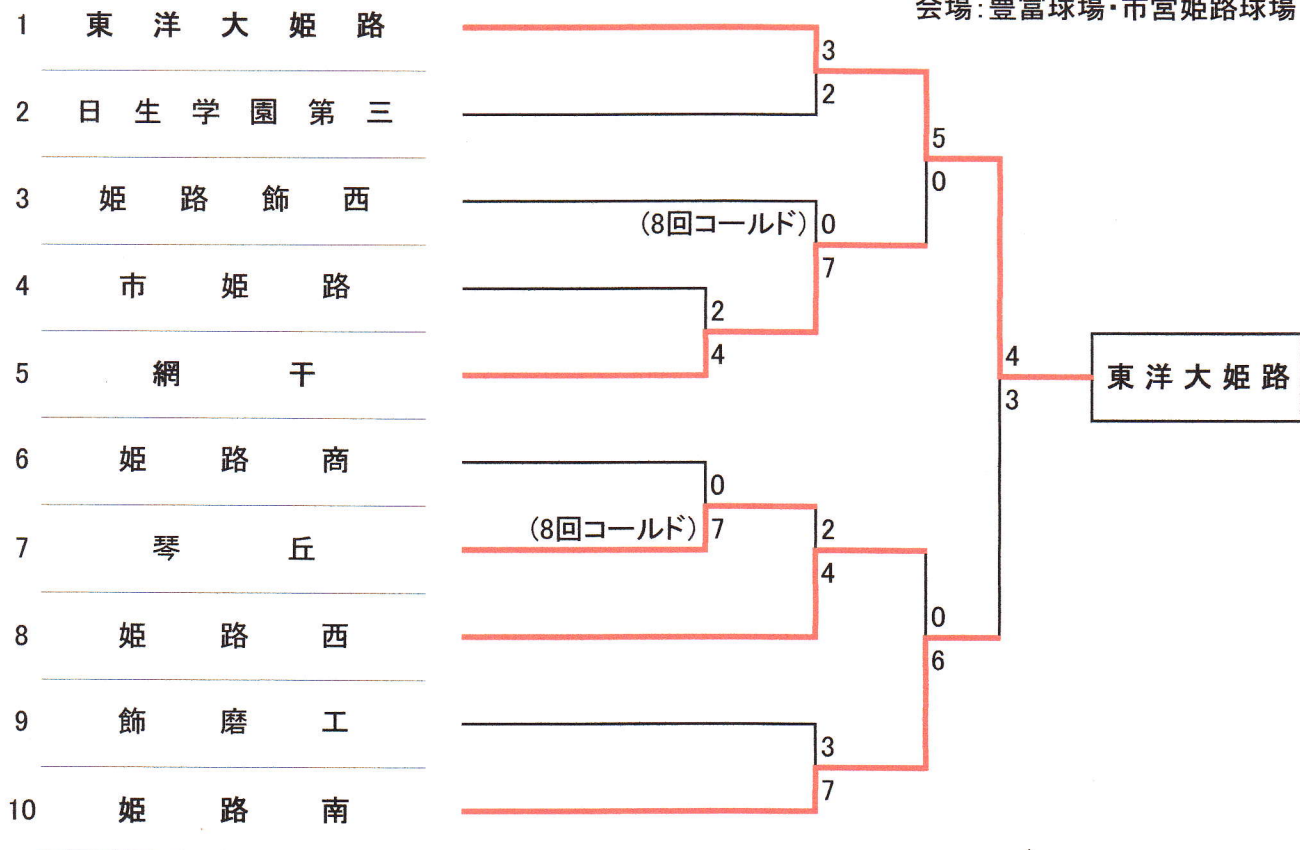 会場:豊富球場・市宮姫路球場
1 東洋大姫路
3
2 日生学園第三
2
5
0
3 姫路飾西
(8回コールド) 0
7
4 市姫路
2
4
5 網干
4
東洋大姫路
3
6 姫路商
0
(8回コールド) 7
7 琴丘
2
4
8 姫路西
0
6
9 飾磨工
3
7
10 姫路南